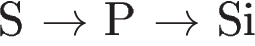 S → P → Si